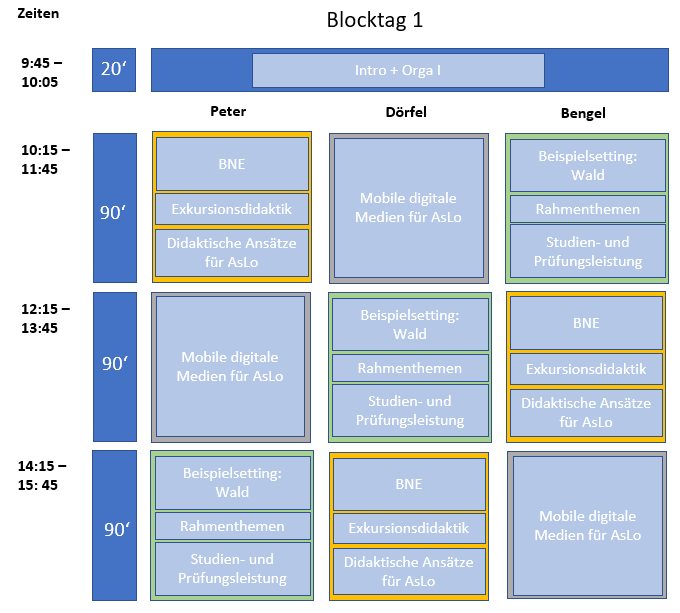 Zeiten
Blocktag 1
9:45 –
10:05
20‘
Intro + Orga I
Peter
Dörfel
Bengel
10:15 –
11:45
90‘
BNE
Exkursionsdidaktik
Didaktische Ansätze
für AsLo
Mobile digitale
Medien für AsLo
Beispielsetting:
Wald
Rahmenthemen
Studien- und
Prüfungsleistung
12:15 –
13:45
90‘
Mobile digitale
Medien für AsLo
Beispielsetting:
Wald
Rahmenthemen
Studien- und
Prüfungsleistung
BNE
Exkursionsdidaktik
Didaktische Ansätze
für AsLo
14:15 –
15: 45
90‘
Beispielsetting:
Wald
Rahmenthemen
Studien- und
Prüfungsleistung
BNE
Exkursionsdidaktik
Didaktische Ansätze
für AsLo
Mobile digitale
Medien für AsLo